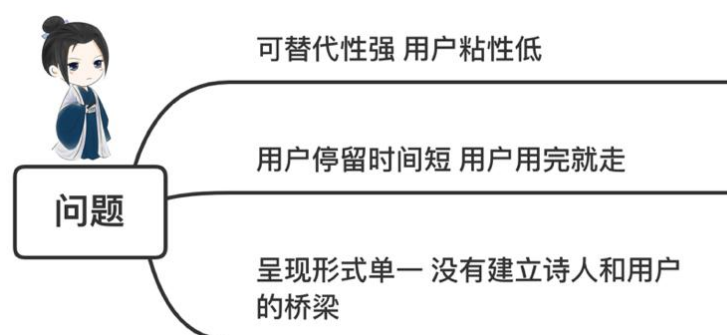 可替代性强 用户粘性低
用户停留时间短 用户用完就走
问题
呈现形式单一 没有建立诗人和用户
的桥梁